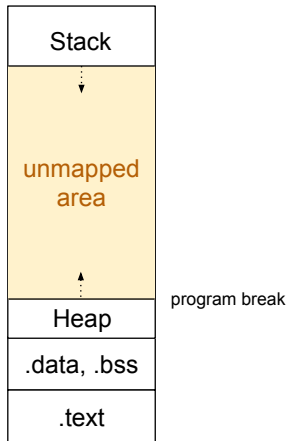 Stack
unmapped
area
program break
Heap
.data, .bss
.text